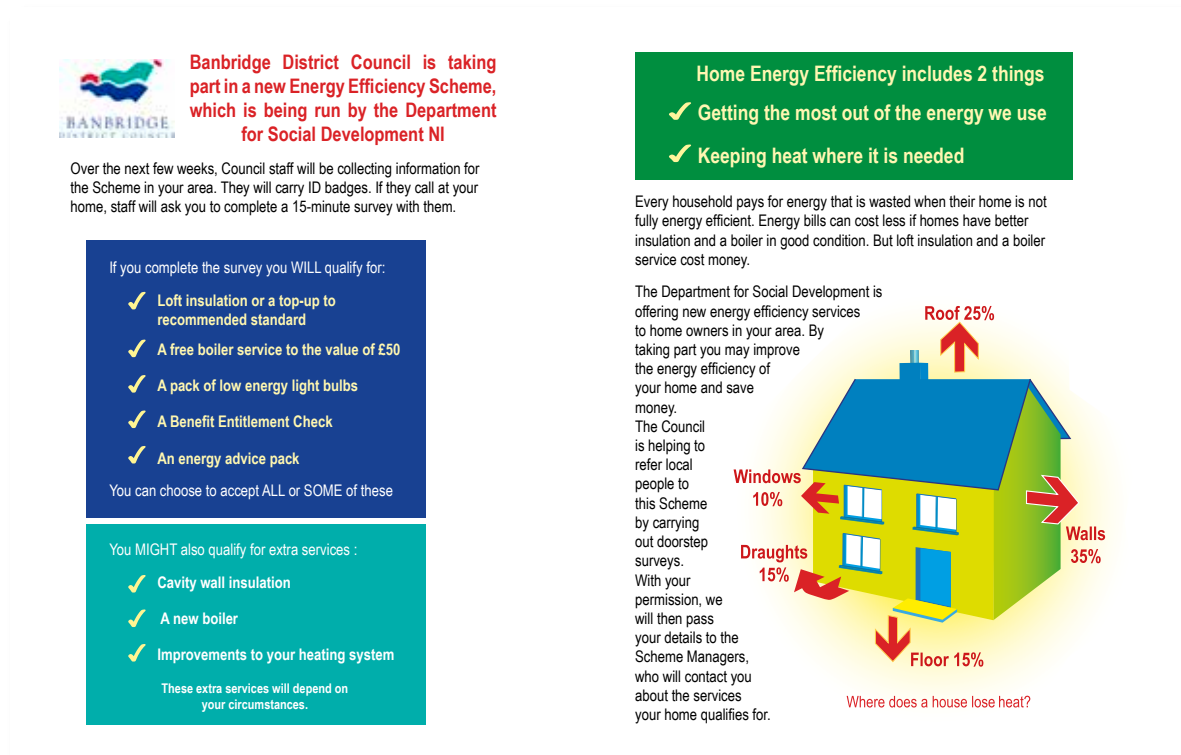 BANBRIDGE
DISTRICT COUNCIL
Banbridge District Council is taking
part in a new Energy Efficiency Scheme,
which is being run by the Department
for Social Development NI
Over the next few weeks, Council staff will be collecting information for
the Scheme in your area. They will carry ID badges. If they call at your
home, staff will ask you to complete a 15-minute survey with them.
If you complete the survey you WILL qualify for:
Loft insulation or a top-up to
recommended standard
A free boiler service to the value of £50
A pack of low energy light bulbs
A Benefit Entitlement Check
An energy advice pack
You can choose to accept ALL or SOME of these
You MIGHT also qualify for extra services :
Cavity wall insulation
A new boiler
Improvements to your heating system
These extra services will depend on
your circumstances.
Home Energy Efficiency includes 2 things
Getting the most out of the energy we use
Keeping heat where it is needed
Every household pays for energy that is wasted when their home is not
fully energy efficient. Energy bills can cost less if homes have better
insulation and a boiler in good condition. But loft insulation and a boiler
service cost money.
The Department for Social Development is
offering new energy efficiency services
to home owners in your area. By
taking part you may improve
the energy efficiency of
your home and save
money.
The Council
is helping to
refer local
people to
this Scheme
by carrying
out doorstep
surveys.
With your
permission, we
will then pass
your details to the
Scheme Managers,
who will contact you
about the services
your home qualifies for.
Roof 25%
Windows
10%
Walls
35%
Draughts
15%
Floor 15%
Where does a house lose heat?